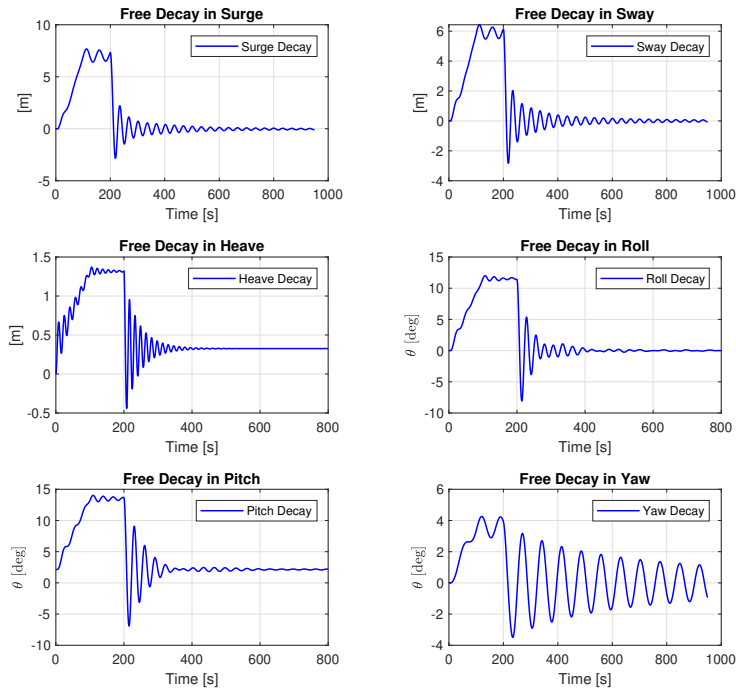 Free Decay in Surge
10
5
0
-5
[m]
Surge Decay
0 200 400 600 800 1000
Time [s]
Free Decay in Sway
6
4
2
0
2
4
[m]
Sway Decay
0 200 400 600 800 1000
Time [s]
Free Decay in Heave
1.5
1
0.5
0
-0.5
[m]
Heave Decay
0 200 400 600 800
Time [s]
Free Decay in Roll
15
10
5
0
-5
-10
θ [deg]
Roll Decay
0 200 400 600 800
Time [s]
Free Decay in Pitch
15
10
5
0
-5
-10
θ [deg]
Pitch Decay
0 200 400 600 800
Time [s]
Free Decay in Yaw
6
4
2
0
-2
-4
θ [deg]
Yaw Decay
0 200 400 600 800 1000
Time [s]